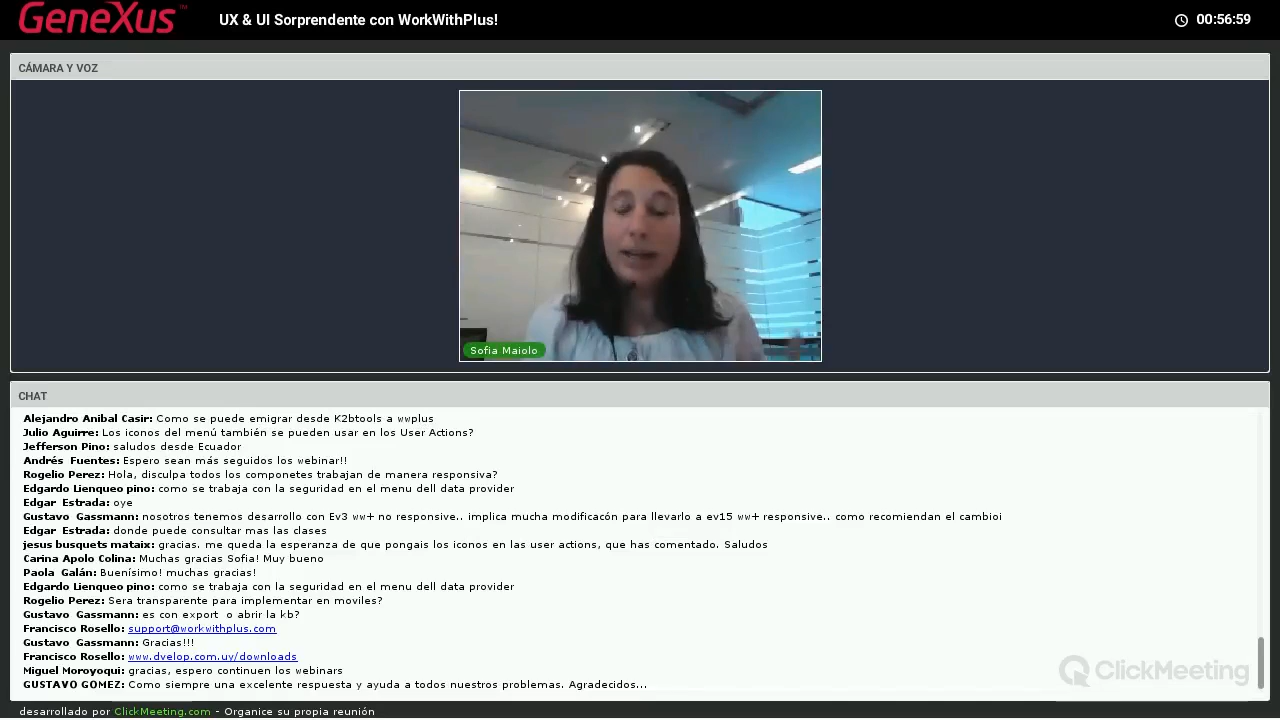 GeneXus™ UX & UI Sorprendente con WorkWithPlus! 00:56:59
CÁMARA Y VOZ
Sofia Maiolo
CHAT
Alejandro Anibal Casir: Como se puede emigrar desde K2btools a wwplus
Julio Aguirre: Los iconos del menú también se pueden usar en los User Actions?
Jefferson Pino: saludos desde Ecuador
Andrés Fuentes: Espero sean más seguidos los webinar!!
Rogelio Perez: Hola, disculpa todos los componetes trabajan de manera responsiva?
Edgardo Lienqueo pino: como se trabaja con la seguridad en el menu dell data provider
Edgar Estrada: oye
Gustavo Gassmann: nosotros tenemos desarrollo con Ev3 ww+ no responsive.. implica mucha modificacón para llevarlo a ev15 ww+ responsive.. como recomiendan el cambioi
Edgar Estrada: donde puede consultar mas las clases
jesus busquets mataix: gracias. me queda la esperanza de que pongais los iconos en las user actions, que has comentado. Saludos
Carina Apolo Colina: Muchas gracias Sofia! Muy bueno
Paola Galán: Buenísimo! muchas gracias!
Edgardo Lienqueo pino: como se trabaja con la seguridad en el menu dell data provider
Rogelio Perez: Sera transparente para implementar en moviles?
Gustavo Gassmann: es con export o abrir la kb?
Francisco Rosello: support@workwithplus.com
Gustavo Gassmann: Gracias!!!
Francisco Rosello: www.dvelop.com.uy/downloads
Miguel Moroyoqui: gracias, espero continuen los webinars
GUSTAVO GOMEZ: Como siempre una excelente respuesta y ayuda a todos nuestros problemas. Agradecidos...
ClickMeeting
desarrollado por ClickMeeting.com - Organice su propia reunión